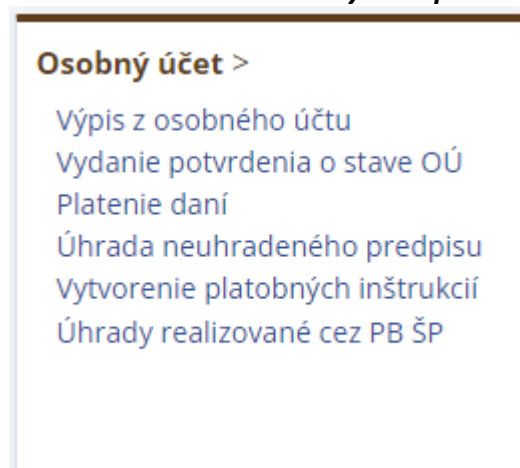 Osobný účet >
Výpis z osobného účtu
Vydanie potvrdenia o stave OÚ
Platenie daní
Úhrada neuhradeného predpisu
Vytvorenie platobných inštrukcií
Úhrady realizované cez PB ŠP